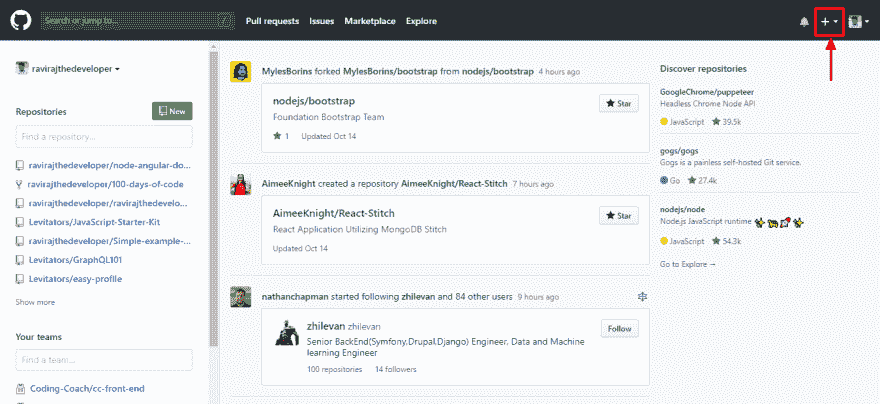 Search or jump to...
/
Pull requests Issues Marketplace Explore
ravirajthedeveloper
Repositories
New
Find a repository...
ravirajthedeveloper/node-angular-do...
ravirajthedeveloper/100-days-of-code
ravirajthedeveloper/ravirajthedevelo...
Levitators/JavaScript-Starter-Kit
ravirajthedeveloper/Simple-example-...
Levitators/GraphQL101
Levitators/easy-profile
Show more
Your teams
Find a team...
Coding-Coach/cc-front-end
MylesBorins forked MylesBorins/bootstrap from nodejs/bootstrap 4 hours ago
nodejs/bootstrap
Star
Foundation Bootstrap Team
1 Updated Oct 14
AimeeKnight created a repository AimeeKnight/React-Stitch 7 hours ago
AimeeKnight/React-Stitch
Star
React Application Utilizing MongoDB Stitch
Updated Oct 14
nathanchapman started following zhilevan and 84 other users 9 hours ago
zhilevan zhilevan
Follow
Senior BackEnd(Symfony,Drupal,Django) Engineer, Data and Machine
learning Engineer
100 repositories 14 followers
Discover repositories
GoogleChrome/puppeteer
Headless Chrome Node API
JavaScript 39.5k
gogs/gogs
Gogs is a painless self-hosted Git service.
Go 27.4k
nodejs/node
Node.js JavaScript runtime
JavaScript 54.3k
Go to Explore →